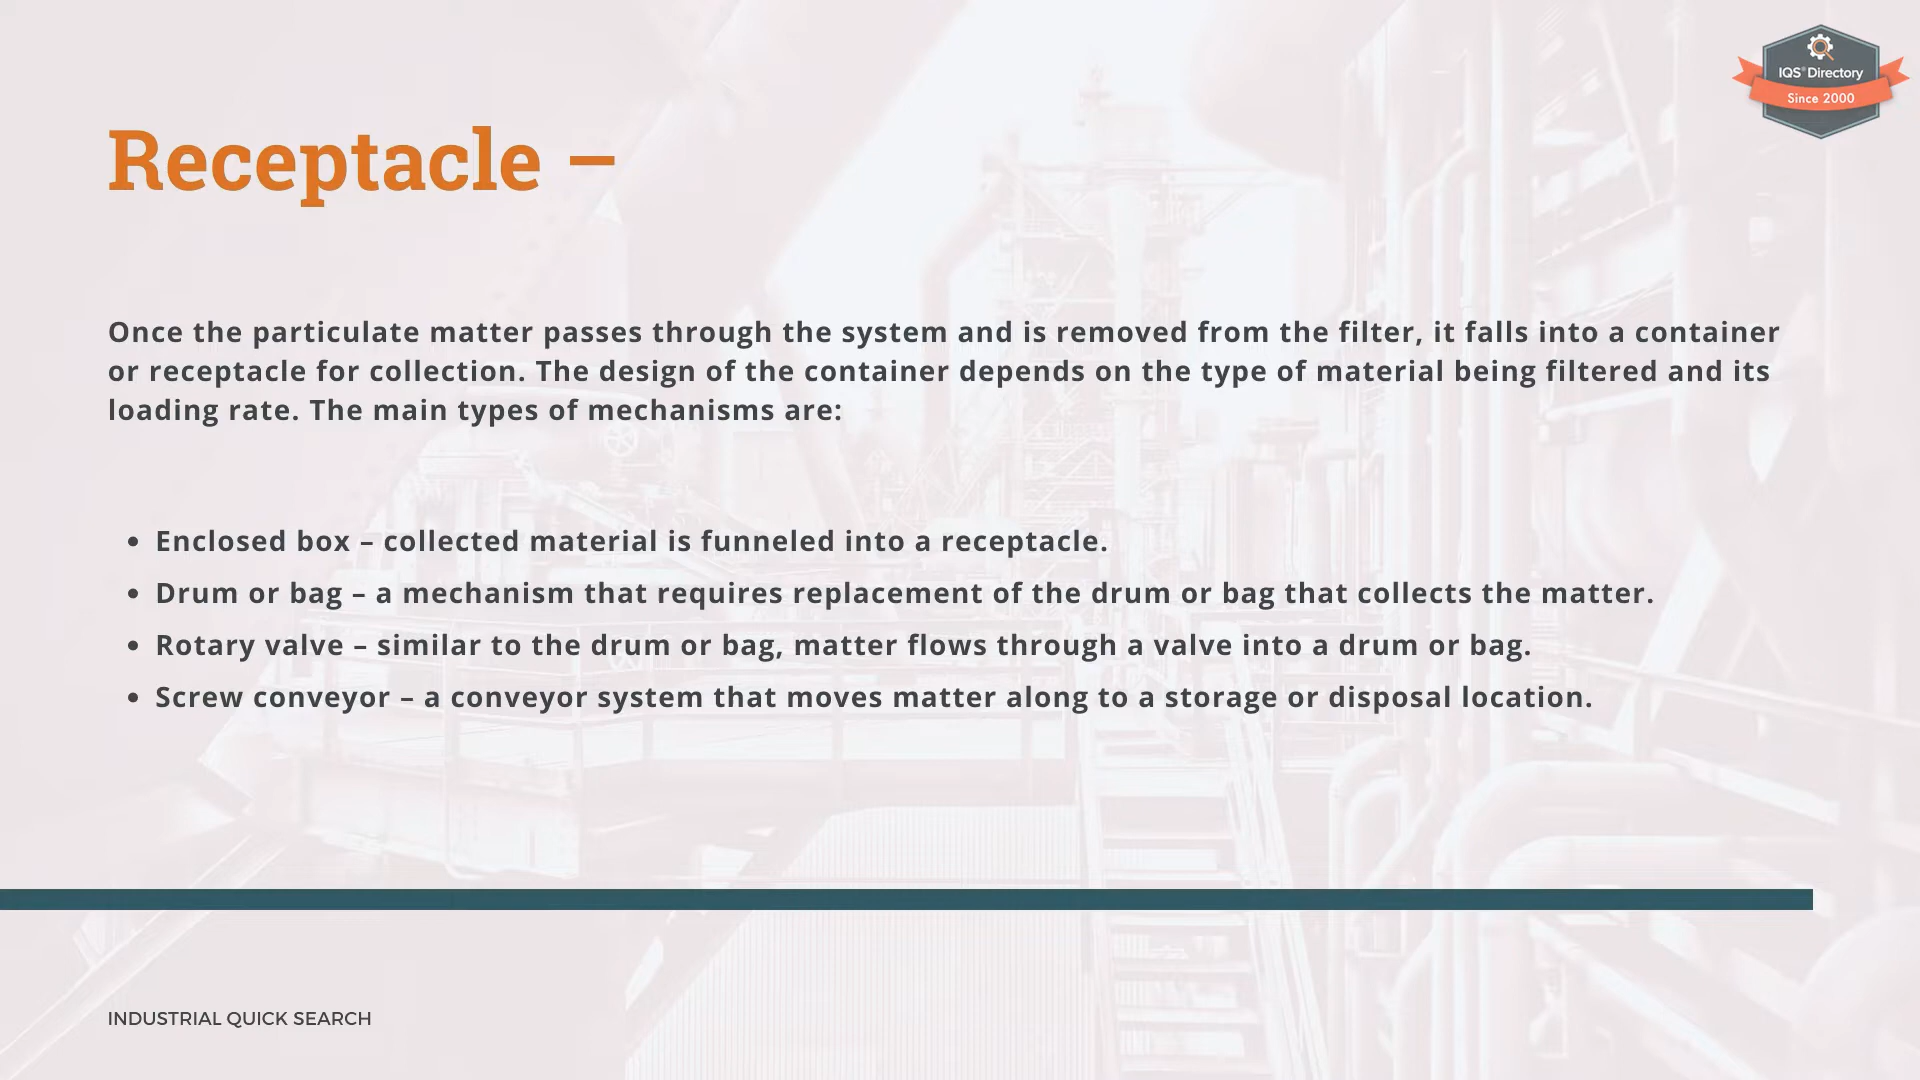 IQS® Directory
Since 2000
Receptacle –
Once the particulate matter passes through the system and is removed from the filter, it falls into a container
or receptacle for collection. The design of the container depends on the type of material being filtered and its
loading rate. The main types of mechanisms are:
• Enclosed box – collected material is funneled into a receptacle.
• Drum or bag – a mechanism that requires replacement of the drum or bag that collects the matter.
• Rotary valve – similar to the drum or bag, matter flows through a valve into a drum or bag.
• Screw conveyor – a conveyor system that moves matter along to a storage or disposal location.
INDUSTRIAL QUICK SEARCH